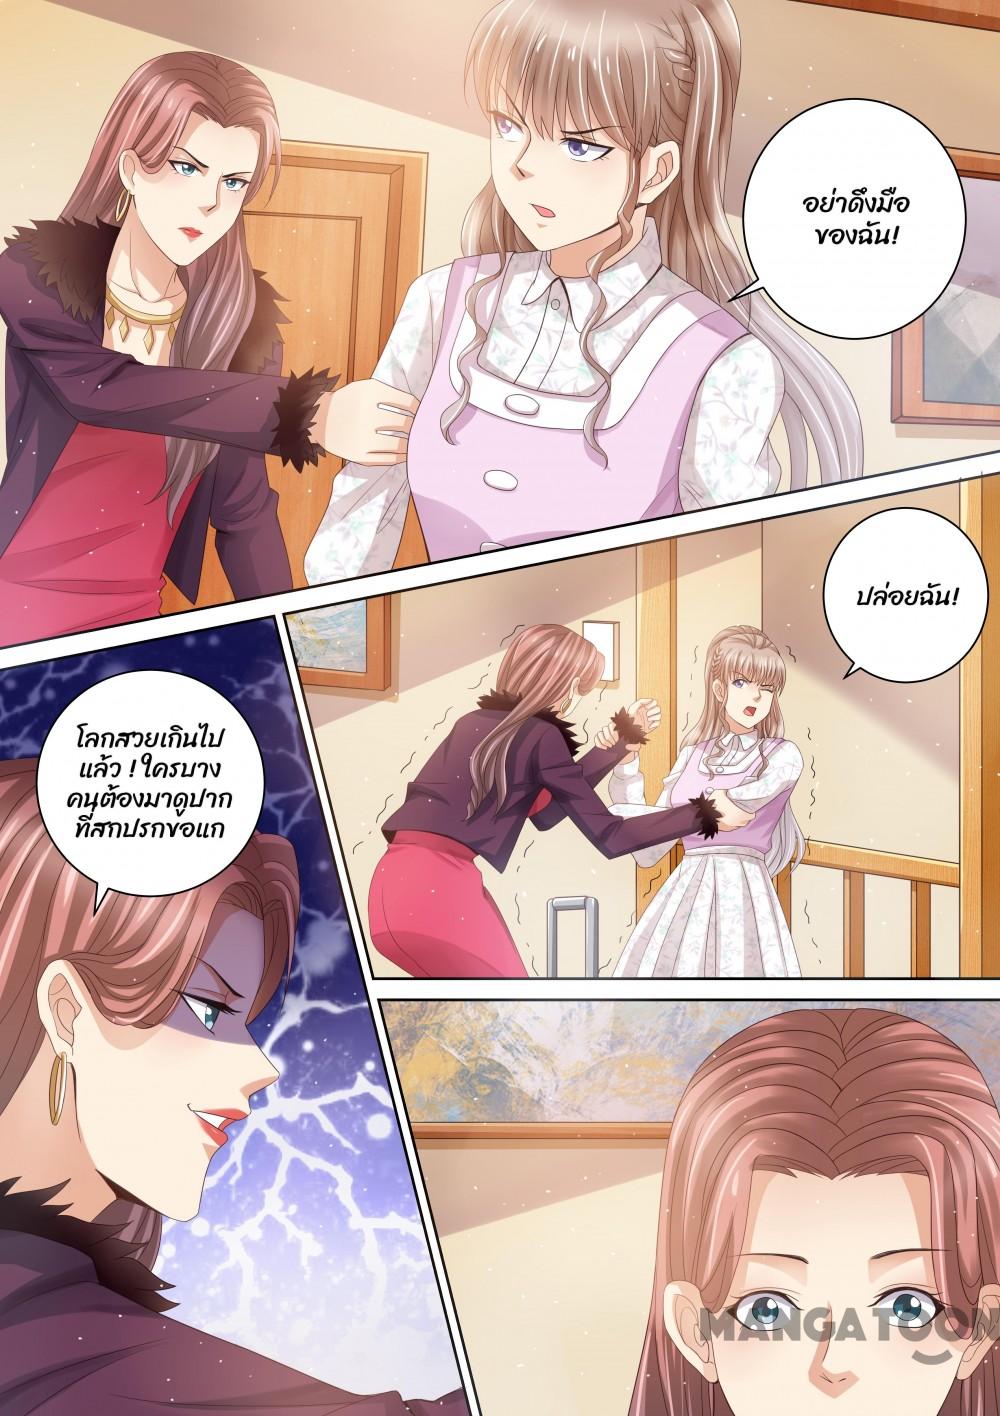 อย่าดึงมือ
ของฉัน!
ปล่อยฉัน!
โลกสวยเกินไป
แล้ว !ใครบาง
คนต้องมาดูปาก
ที่สกปรกขอแก
MANGATOON